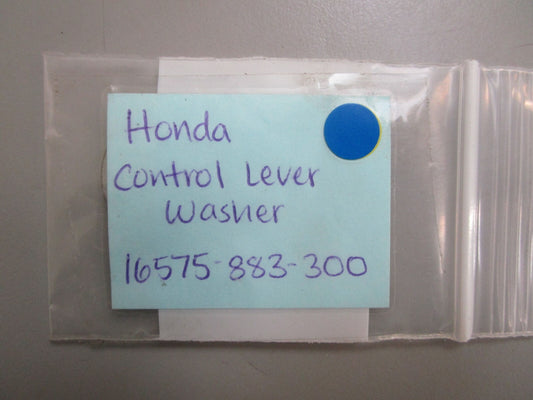 Honda
Control Lever
Washer
16575-883-300